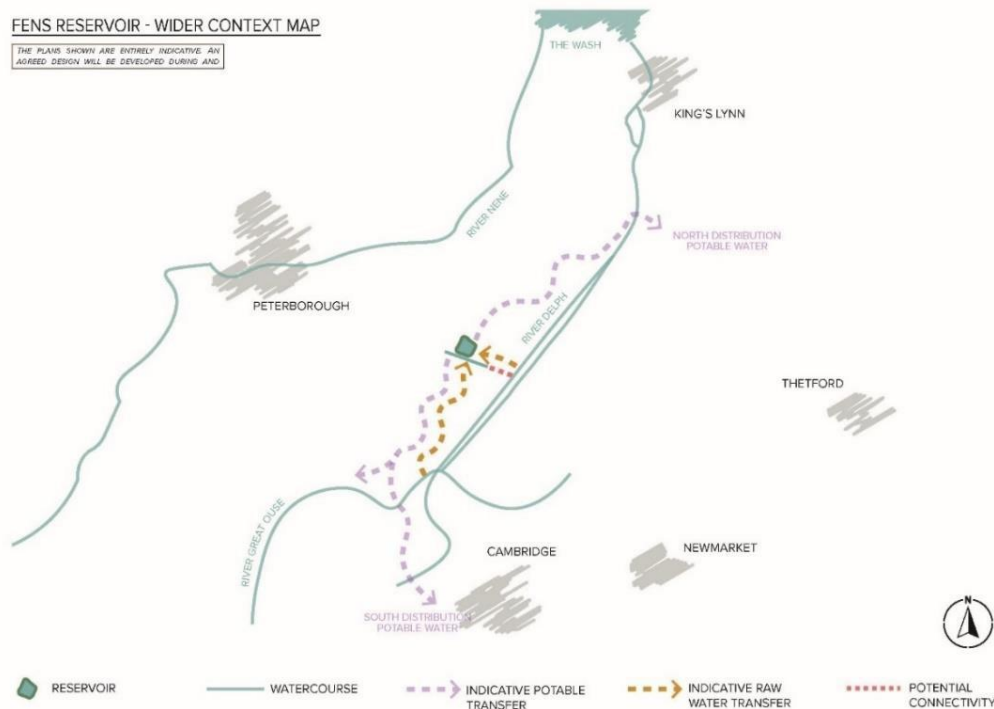 FENS RESERVOIR - WIDER CONTEXT MAP
THE PLANS SHOWN ARE ENTIRELY INDICATIVE. AN
AGREED DESIGN WILL BE DEVELOPED DURING AND
THE WASH
KING'S LYNN
RIVER NENE
NORTH DISTRIBUTION
POTABLE WATER
PETERBOROUGH
RIVER DELPH
THETFORD
RIVER GREAT OUSE
CAMBRIDGE
NEWMARKET
SOUTH DISTRIBUTION
POTABLE WATER
N
RESERVOIR
WATERCOURSE
INDICATIVE POTABLE
TRANSFER
INDICATIVE RAW
WATER TRANSFER
POTENTIAL
CONNECTIVITY